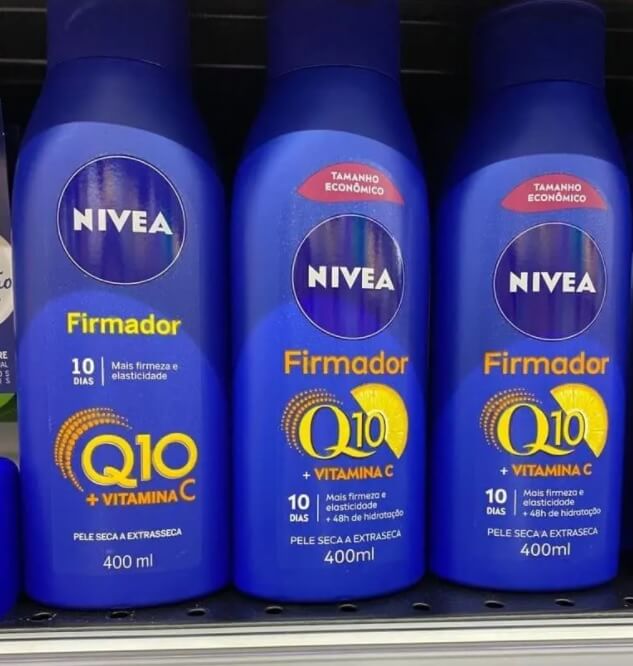 NIVEA
Firmador
10 DIAS
Mais firmeza e
elasticidade
Q10
+ VITAMINA C
PELE SECA A EXTRASSECA
400 ml
TAMANHO
ECONÔMICO
NIVEA
Firmador
Q10
+ VITAMINA C
10 DIAS
Mais firmeza e
elasticidade
+ 48h de hidratação
PELE SECA A EXTRASECA
400ml
TAMANHO
ECONÔMICO
NIVEA
Firmador
Q10
+ VITAMINA C
10 DIAS
Mais firmeza e
elasticidade
+ 48h de hidratação
PELE SECA A EXTRASECA
400ml